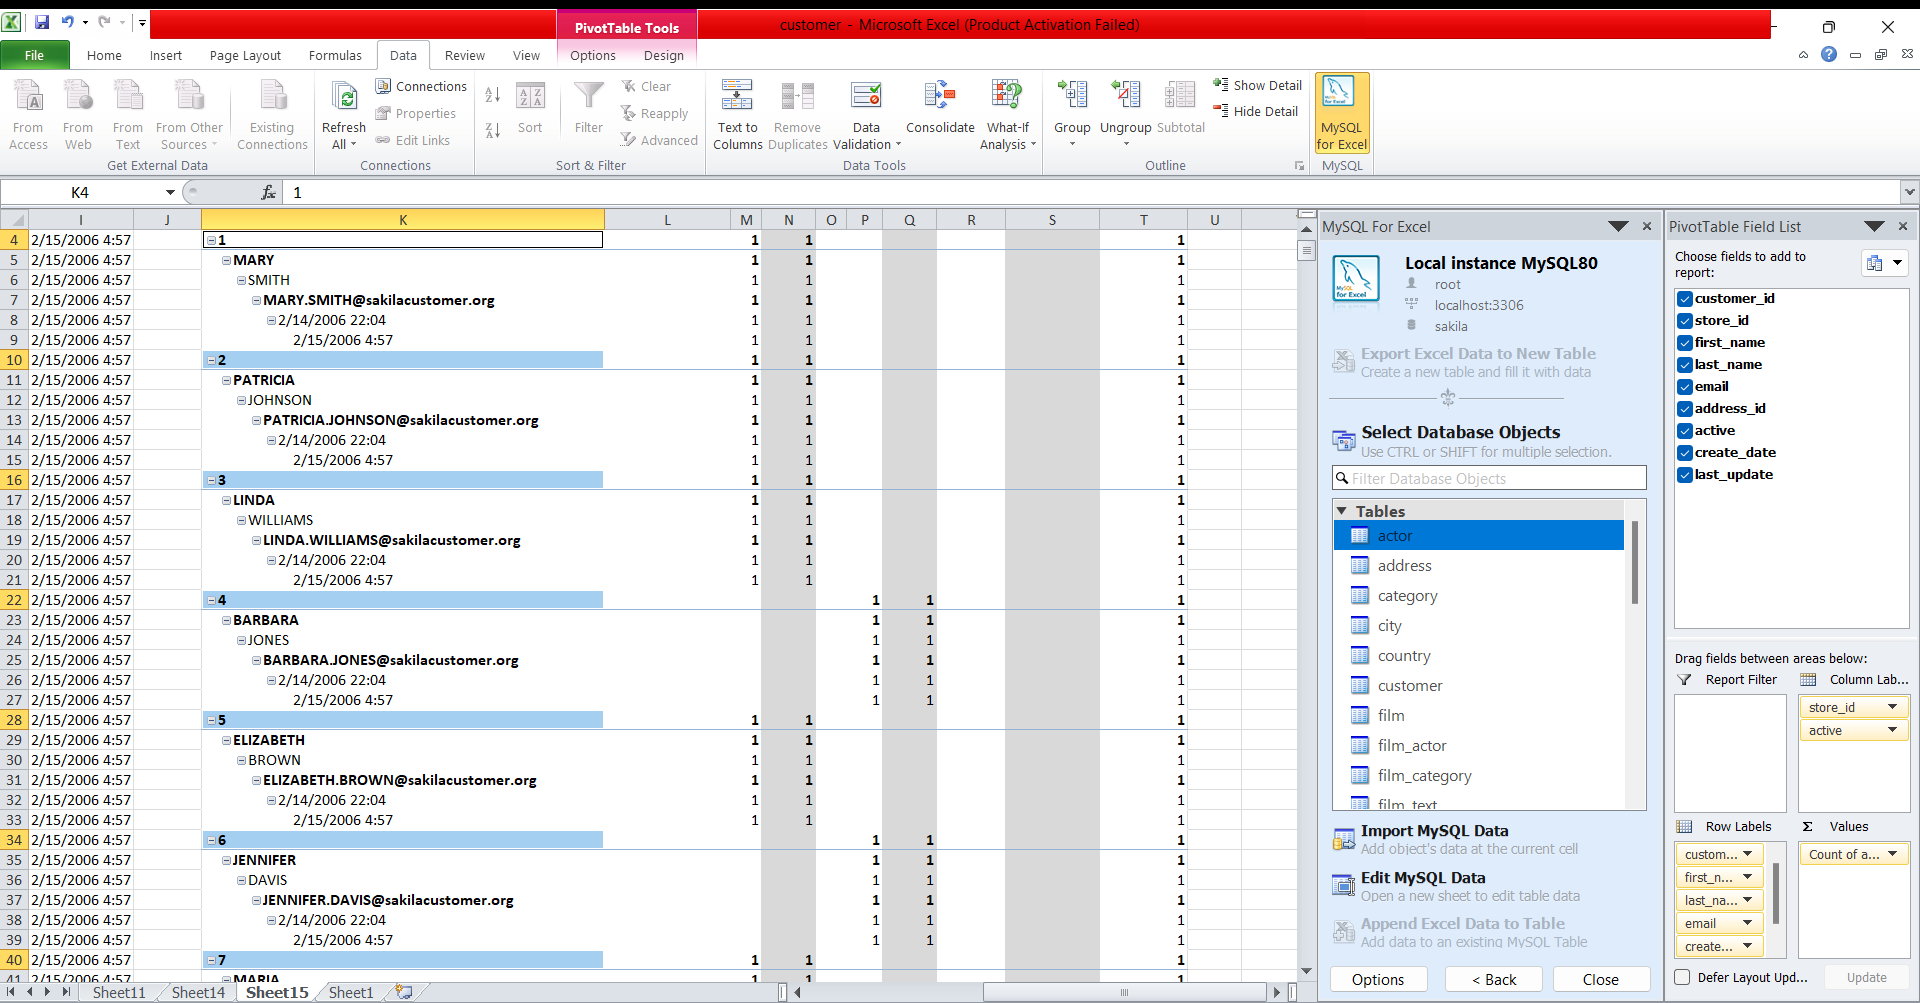 PivotTable Tools
customer - Microsoft Excel (Product Activation Failed)
File Home Insert Page Layout Formulas Data Review View Options Design
From Access
From Web
From Text
From Other Sources
Existing Connections
Get External Data
Refresh All
Connections
Properties
Edit Links
Connections
Sort
Filter
Clear
Reapply
Advanced
Sort & Filter
Text to Columns
Remove Duplicates
Data Validation
Consolidate
What-If Analysis
Data Tools
Group
Ungroup
Subtotal
Show Detail
Hide Detail
Outline
MySQL for Excel
MySQL
K4 fx 1
I J K L M N O P Q R S T U
4 2/15/2006 4:57 1 1 1 1
5 2/15/2006 4:57 MARY 1 1 1
6 2/15/2006 4:57 SMITH 1 1 1
7 2/15/2006 4:57 MARY.SMITH@sakilacustomer.org 1 1 1
8 2/15/2006 4:57 2/14/2006 22:04 1 1 1
9 2/15/2006 4:57 2/15/2006 4:57 1 1 1
10 2/15/2006 4:57 2 1 1 1
11 2/15/2006 4:57 PATRICIA 1 1 1
12 2/15/2006 4:57 JOHNSON 1 1 1
13 2/15/2006 4:57 PATRICIA.JOHNSON@sakilacustomer.org 1 1 1
14 2/15/2006 4:57 2/14/2006 22:04 1 1 1
15 2/15/2006 4:57 2/15/2006 4:57 1 1 1
16 2/15/2006 4:57 3 1 1 1
17 2/15/2006 4:57 LINDA 1 1 1
18 2/15/2006 4:57 WILLIAMS 1 1 1
19 2/15/2006 4:57 LINDA.WILLIAMS@sakilacustomer.org 1 1 1
20 2/15/2006 4:57 2/14/2006 22:04 1 1 1
21 2/15/2006 4:57 2/15/2006 4:57 1 1 1
22 2/15/2006 4:57 4 1 1 1
23 2/15/2006 4:57 BARBARA 1 1 1
24 2/15/2006 4:57 JONES 1 1 1
25 2/15/2006 4:57 BARBARA.JONES@sakilacustomer.org 1 1 1
26 2/15/2006 4:57 2/14/2006 22:04 1 1 1
27 2/15/2006 4:57 2/15/2006 4:57 1 1 1
28 2/15/2006 4:57 5 1 1 1
29 2/15/2006 4:57 ELIZABETH 1 1 1
30 2/15/2006 4:57 BROWN 1 1 1
31 2/15/2006 4:57 ELIZABETH.BROWN@sakilacustomer.org 1 1 1
32 2/15/2006 4:57 2/14/2006 22:04 1 1 1
33 2/15/2006 4:57 2/15/2006 4:57 1 1 1
34 2/15/2006 4:57 6 1 1 1
35 2/15/2006 4:57 JENNIFER 1 1 1
36 2/15/2006 4:57 DAVIS 1 1 1
37 2/15/2006 4:57 JENNIFER.DAVIS@sakilacustomer.org 1 1 1
38 2/15/2006 4:57 2/14/2006 22:04 1 1 1
39 2/15/2006 4:57 2/15/2006 4:57 1 1 1
40 2/15/2006 4:57 7 1 1 1
41 2/15/2006 4:57 MARIA 1 1 1
Sheet11 Sheet14 Sheet15 Sheet1
MySQL For Excel
MySQL for Excel
Local instance MySQL80
root
localhost:3306
sakila
Export Excel Data to New Table
Create a new table and fill it with data
Select Database Objects
Use CTRL or SHIFT for multiple selection.
Filter Database Objects
Tables
actor
address
category
city
country
customer
film
film_actor
film_category
film_text
Import MySQL Data
Add object's data at the current cell
Edit MySQL Data
Open a new sheet to edit table data
Append Excel Data to Table
Add data to an existing MySQL Table
Options < Back Close
PivotTable Field List
Choose fields to add to
report:
customer_id
store_id
first_name
last_name
email
address_id
active
create_date
last_update
Drag fields between areas below:
Report Filter Column Lab...
store_id
active
Row Labels Σ Values
custom... Count of a...
first_n...
last_na...
email
create...
Defer Layout Upd... Update